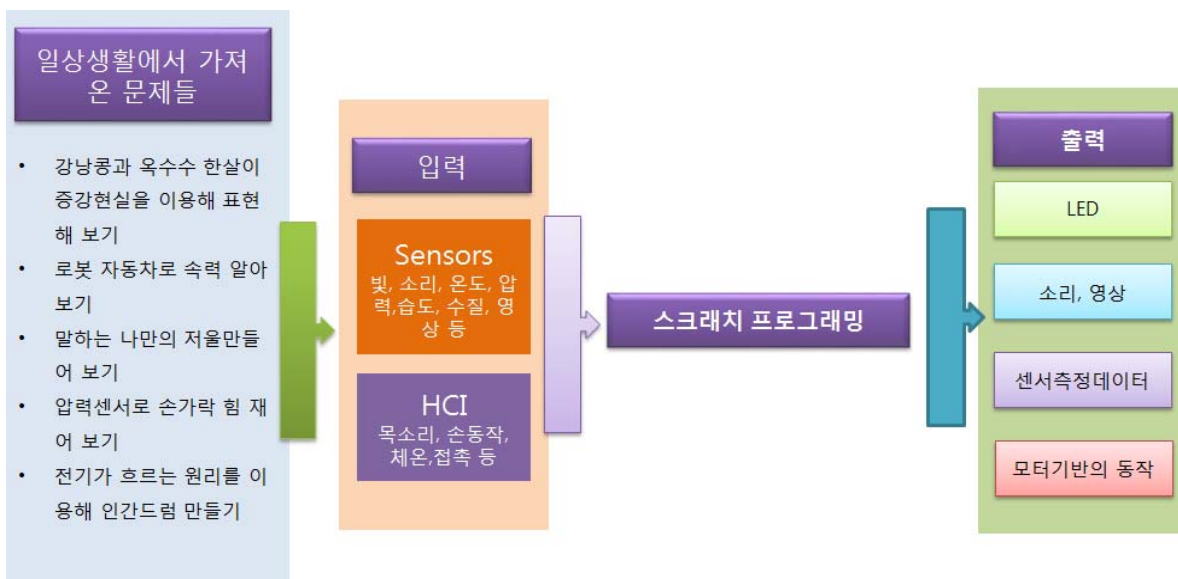 일상생활에서 가져
온 문제들
• 강낭콩과 옥수수 한살이
증강현실을 이용해 표현
해 보기
• 로봇 자동차로 속력 알아
보기
• 말하는 나만의 저울만들
어 보기
• 압력센서로 손가락 힘 재
어 보기
• 전기가 흐르는 원리를 이
용해 인간드럼 만들기
입력
Sensors
빛, 소리, 온도, 압
력,습도, 수질, 영
상 등
HCI
목소리, 손동작,
체온,접촉 등
스크래치 프로그래밍
출력
LED
소리, 영상
센서측정데이터
모터기반의 동작